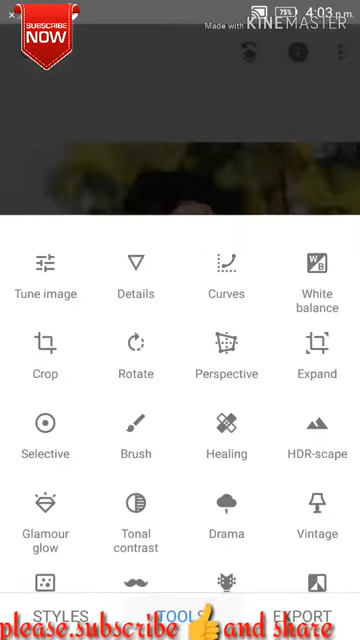 SUBSCRIBE
NOW
75% 4:03 p.m.
Made with KINEMASTER
Tune image
Details
Curves
White
balance
Crop
Rotate
Perspective
Expand
Selective
Brush
Healing
HDR-scape
Glamour
glow
Tonal
contrast
Drama
Vintage
STYLES
TOOLS
EXPORT
please.subscribe 👍and share